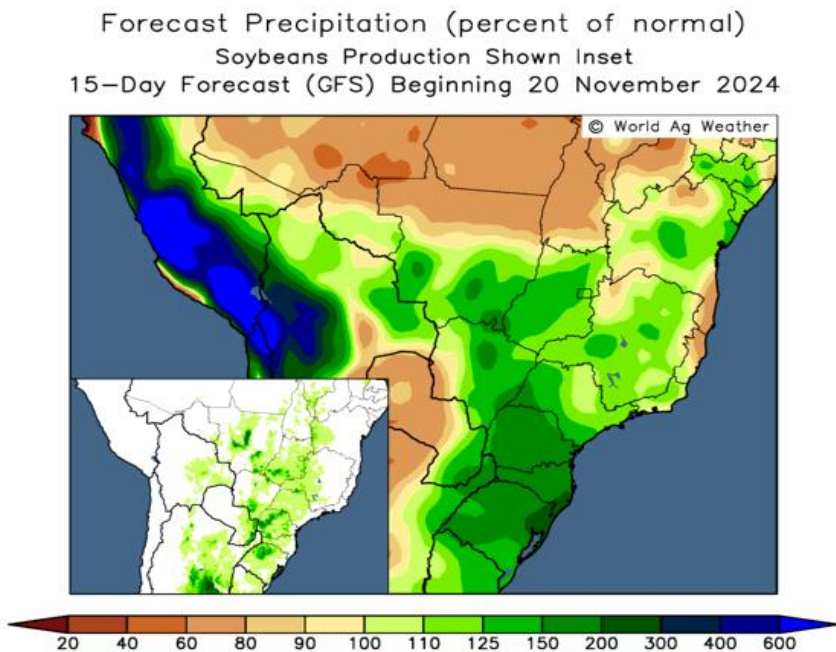 Forecast Precipitation (percent of normal)
Soybeans Production Shown Inset
15-Day Forecast (GFS) Beginning 20 November 2024
© World Ag Weather
20 40 60 80 90 100 110 125 150 200 300 400 600